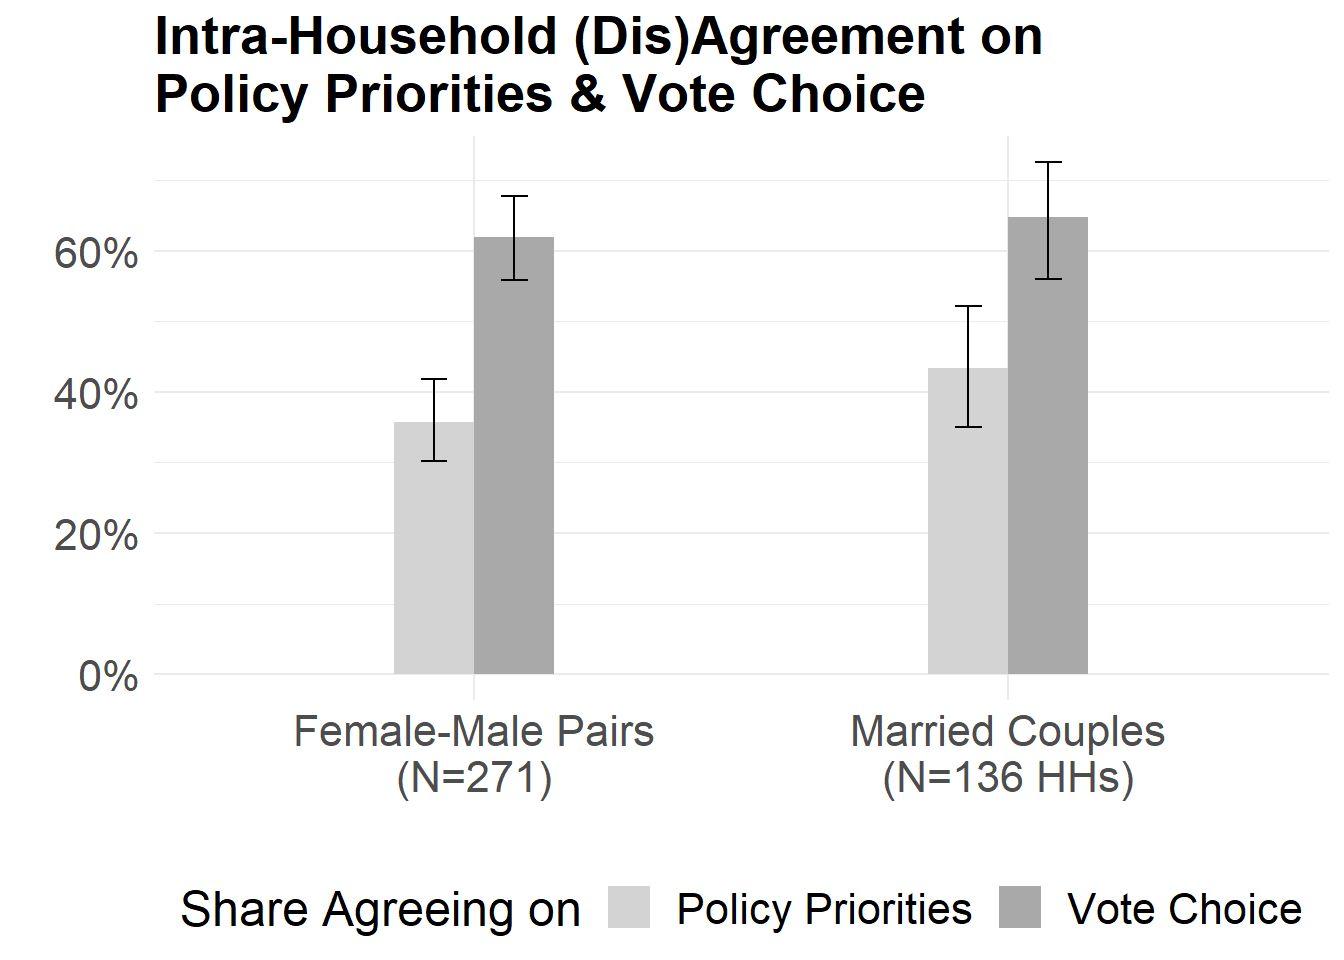 Intra-Household (Dis)Agreement on
Policy Priorities & Vote Choice
60%
40%
20%
0%
Female-Male Pairs
(N=271)
Married Couples
(N=136 HHs)
Share Agreeing on
Policy Priorities
Vote Choice